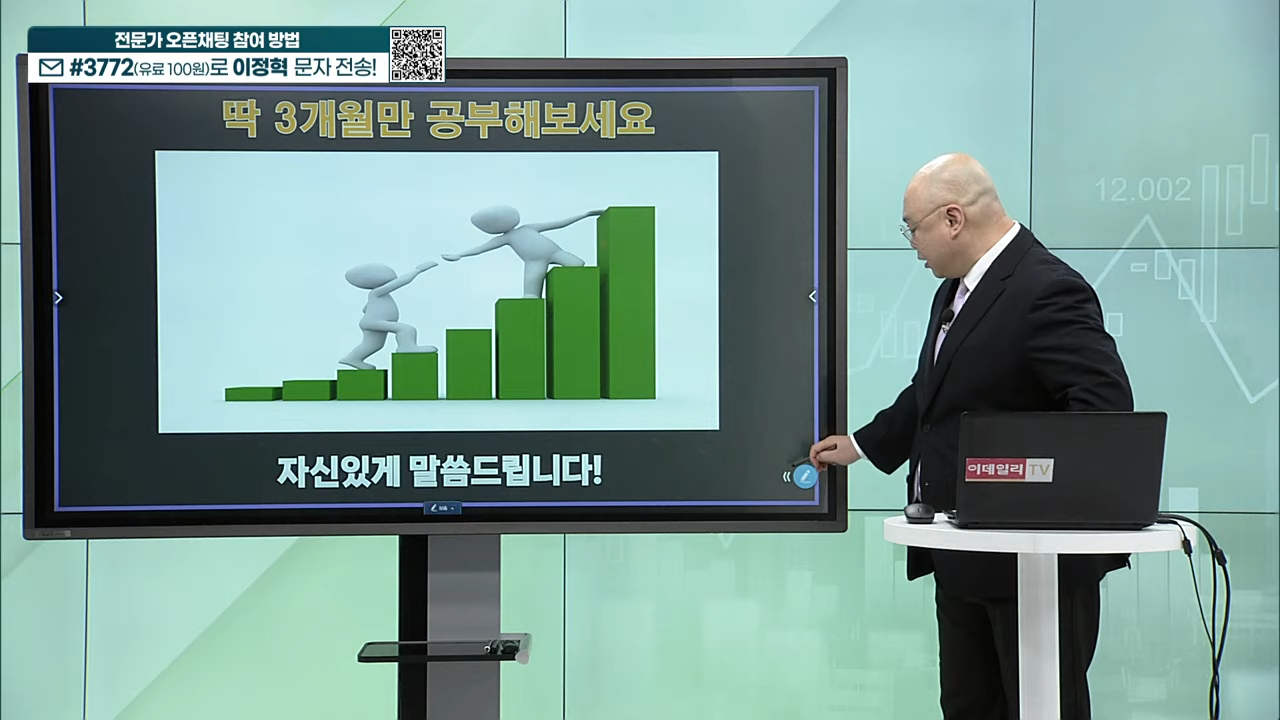 전문가 오픈채팅 참여 방법
#3772(유료 100원)로 이정혁 문자 전송!
딱 3개월만 공부해보세요
자신있게 말씀드립니다!
12.002
이데일리 TV